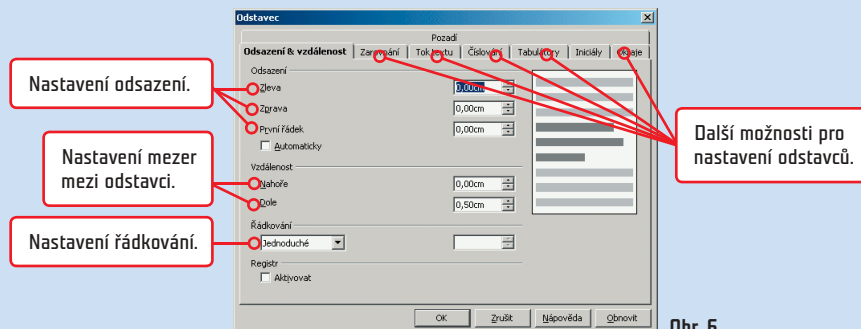 Odstavec
Pozadí
Odsazení & vzdálenost Zarovnání Tok textu Číslování Tabulátory Iniciály Okraje
Odsazení
Zleva 0,00cm
Zprava 0,00cm
První řádek 0,00cm
Automaticky
Vzdálenost
Nahoře 0,00cm
Dole 0,50cm
Řádkování
Jednoduché
Registr
Aktivovat
OK Zrušit Nápověda Obnovit
Nastavení odsazení.
Nastavení mezer
mezi odstavci.
Nastavení řádkování.
Další možnosti pro
nastavení odstavců.
Obr. 6